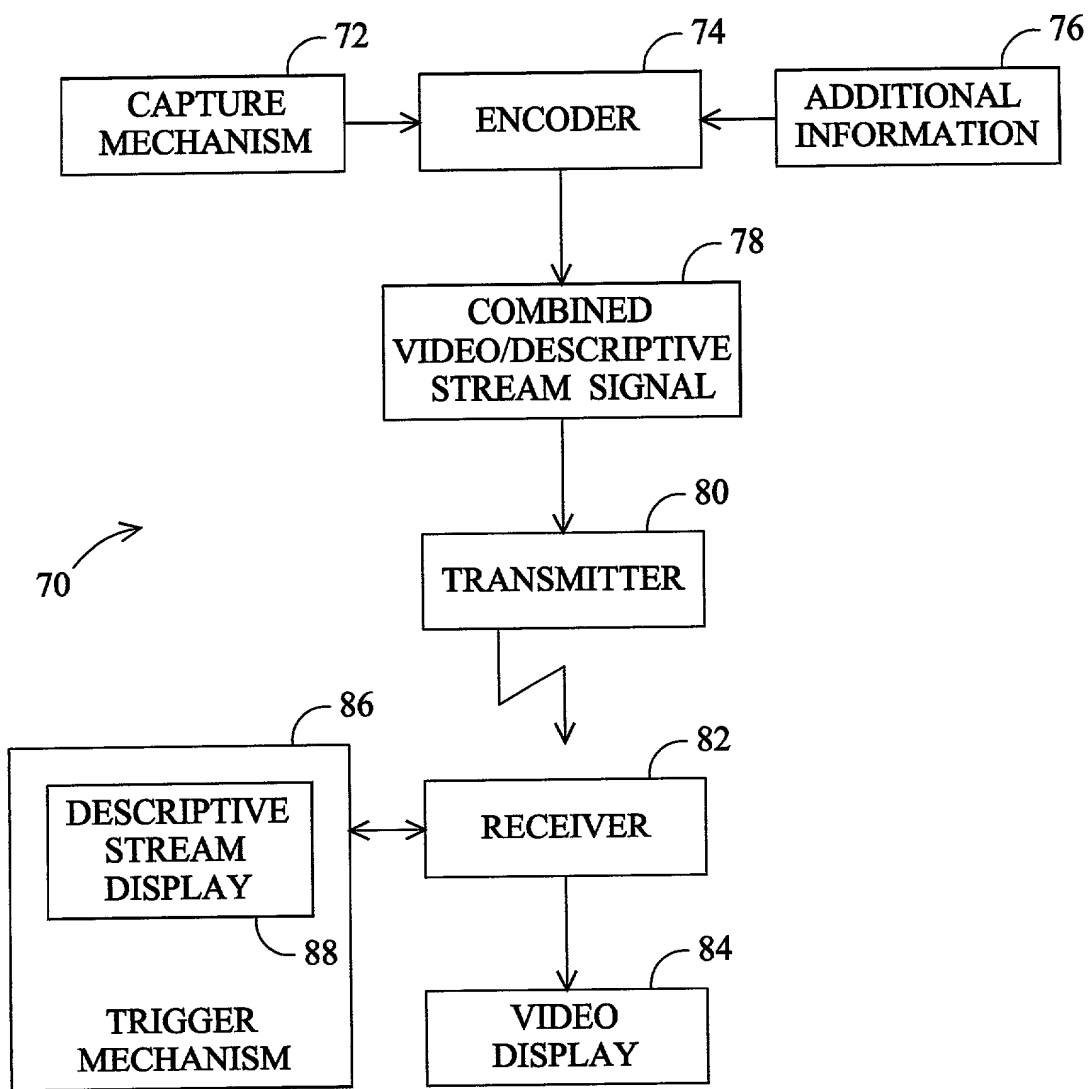 72
74
76
CAPTURE
MECHANISM
ENCODER
ADDITIONAL
INFORMATION
78
COMBINED
VIDEO/DESCRIPTIVE
STREAM SIGNAL
80
TRANSMITTER
70
86
82
DESCRIPTIVE
STREAM
DISPLAY
RECEIVER
88
84
TRIGGER
MECHANISM
VIDEO
DISPLAY